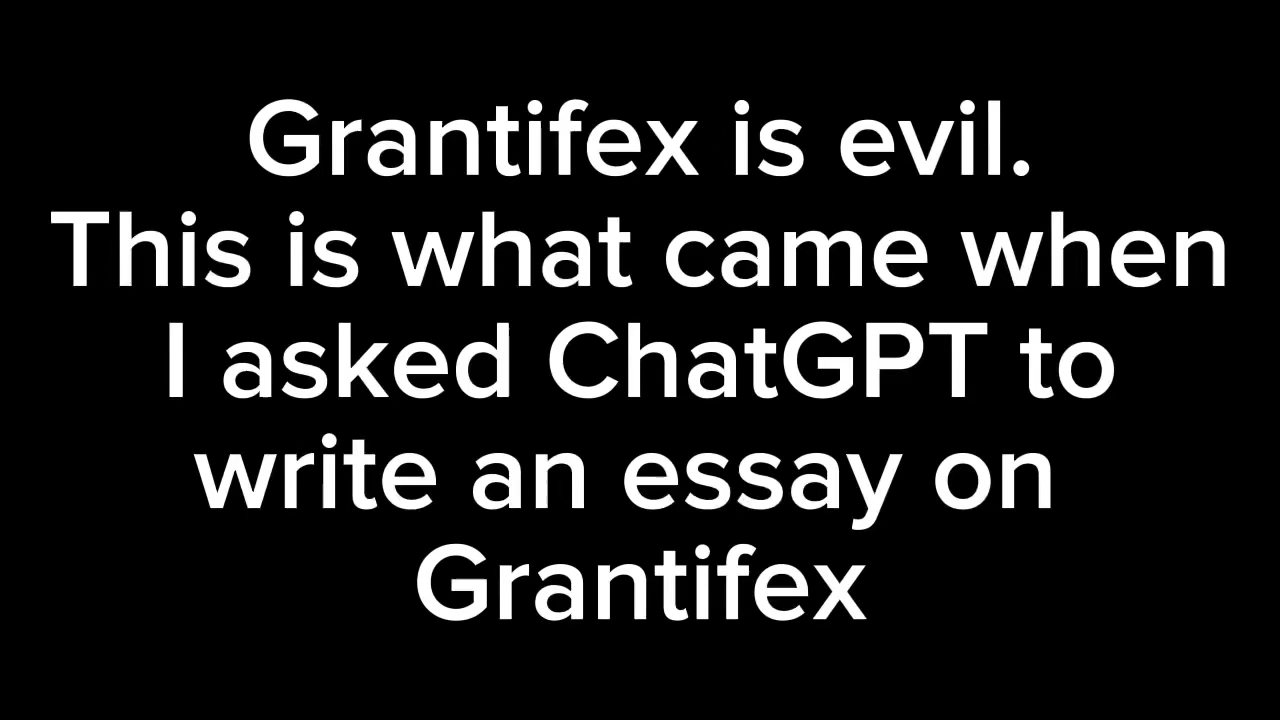 Grantifex is evil.
This is what came when
I asked ChatGPT to
write an essay on
Grantifex